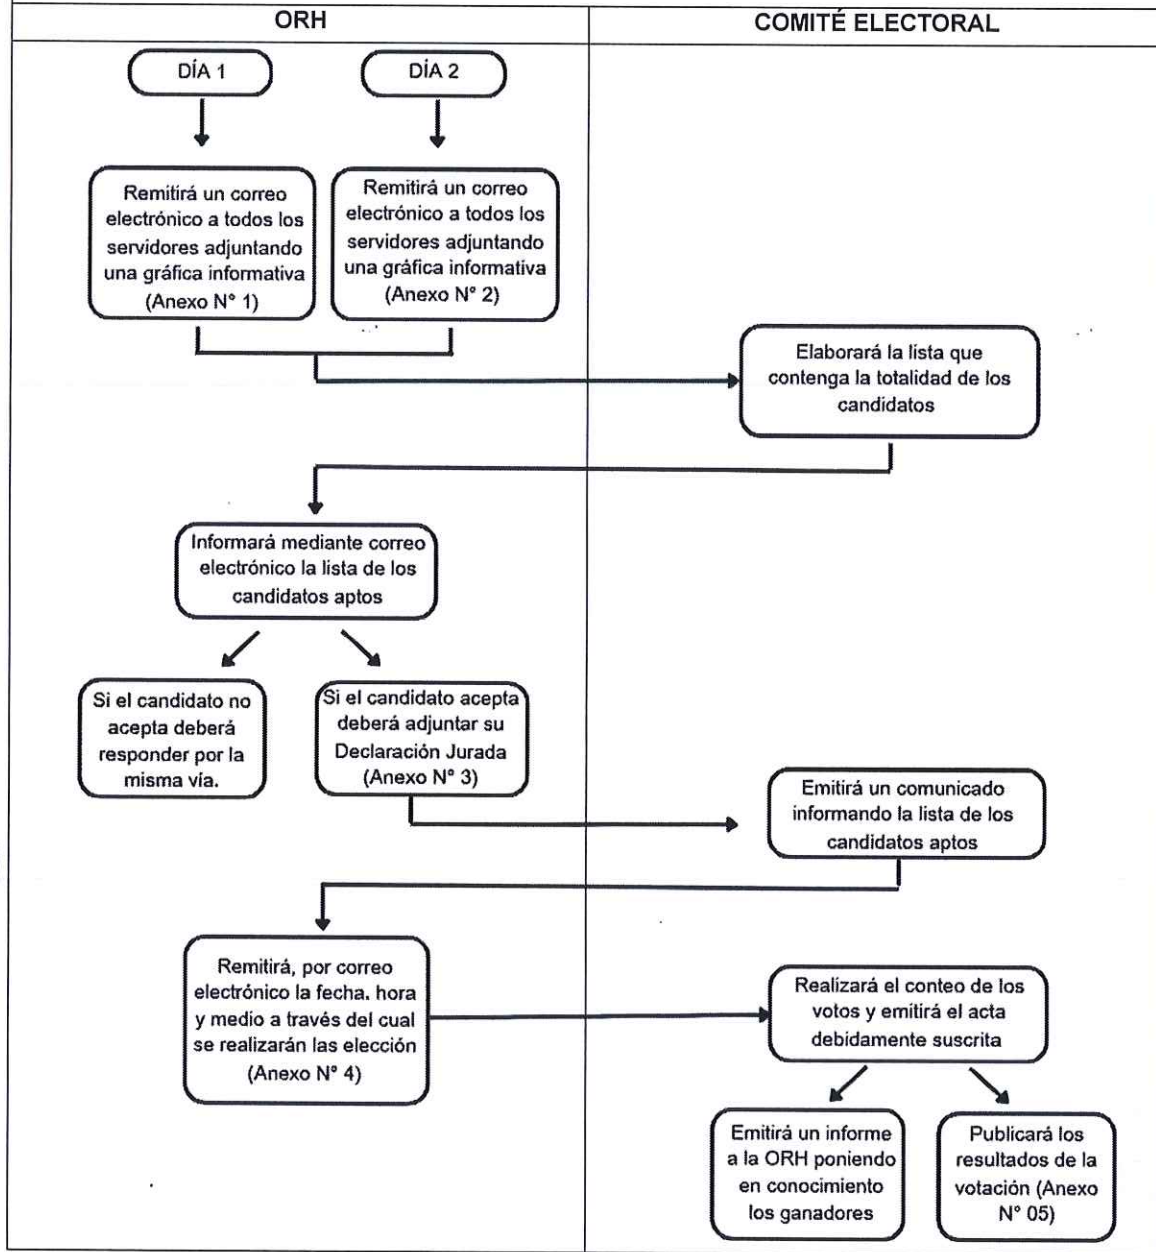 ORH
COMITÉ ELECTORAL
DÍA 1
DÍA 2
Remitirá un correo
electrónico a todos los
servidores adjuntando
una gráfica informativa
(Anexo N° 1)
Remitirá un correo
electrónico a todos los
servidores adjuntando
una gráfica informativa
(Anexo N° 2)
Elaborará la lista que
contenga la totalidad de los
candidatos
Informará mediante correo
electrónico la lista de los
candidatos aptos
Si el candidato no
acepta deberá
responder por la
misma vía.
Si el candidato acepta
deberá adjuntar su
Declaración Jurada
(Anexo N° 3)
Emitirá un comunicado
informando la lista de los
candidatos aptos
Remitirá, por correo
electrónico la fecha. hora
y medio a través del cual
se realizarán las elección
(Anexo N° 4)
Realizará el conteo de los
votos y emitirá el acta
debidamente suscrita
Emitirá un informe
a la ORH poniendo
en conocimiento
los ganadores
Publicará los
resultados de la
votación (Anexo
N° 05)